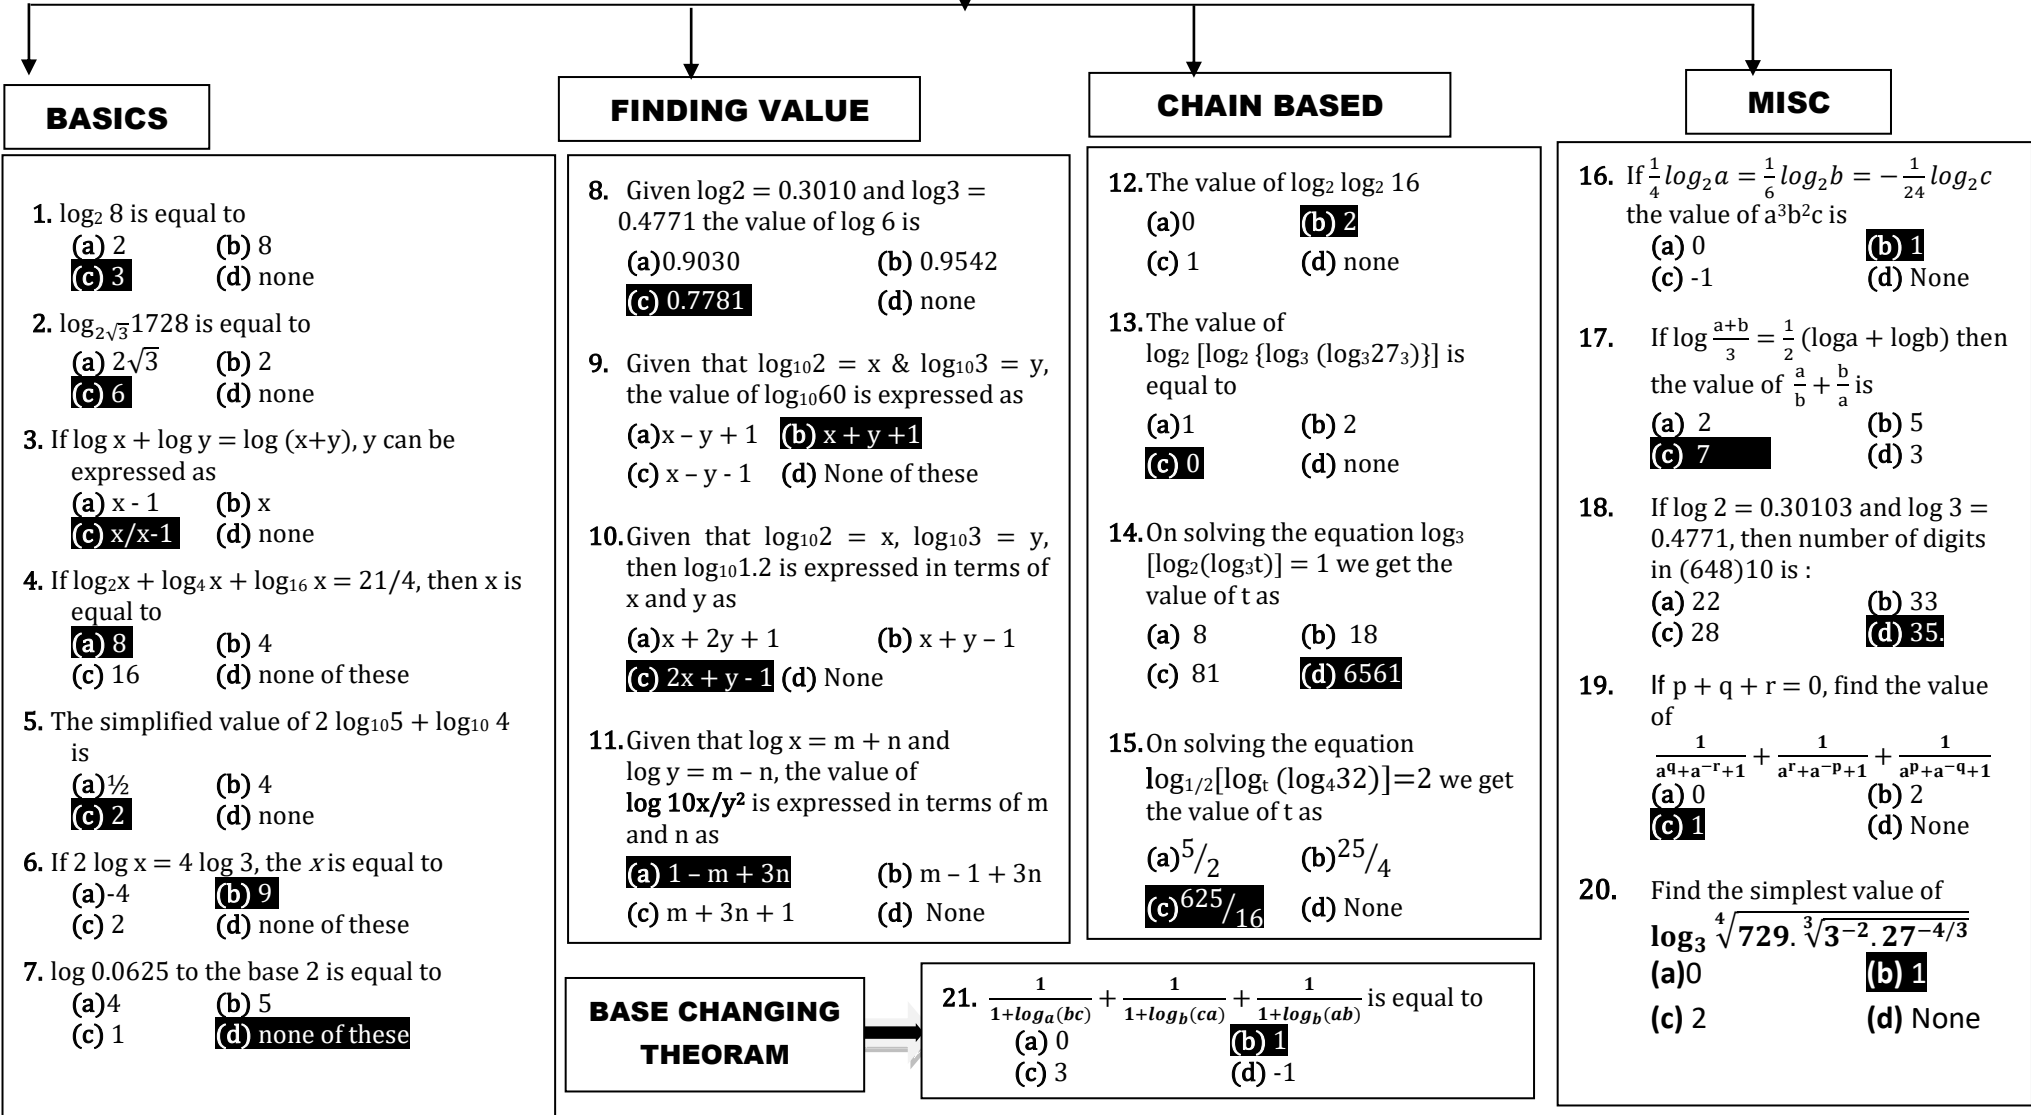 BASICS
1. log₂ 8 is equal to
(a) 2 (b) 8
(c) 3 (d) none
2. log₂√₃1728 is equal to
(a) 2√3 (b) 2
(c) 6 (d) none
3. If log x + log y = log (x+y), y can be
expressed as
(a) x - 1 (b) x
(c) x/x-1 (d) none
4. If log₂x + log₄ x + log₁₆ x = 21/4, then x is
equal to
(a) 8 (b) 4
(c) 16 (d) none of these
5. The simplified value of 2 log₁₀5 + log₁₀ 4
is
(a)½ (b) 4
(c) 2 (d) none
6. If 2 log x = 4 log 3, the x is equal to
(a)-4 (b) 9
(c) 2 (d) none of these
7. log 0.0625 to the base 2 is equal to
(a)4 (b) 5
(c) 1 (d) none of these
FINDING VALUE
8. Given log2 = 0.3010 and log3 =
0.4771 the value of log 6 is
(a)0.9030 (b) 0.9542
(c) 0.7781 (d) none
9. Given that log₁₀2 = x & log₁₀3 = y,
the value of log₁₀60 is expressed as
(a)x – y + 1 (b) x + y +1
(c) x – y - 1 (d) None of these
10. Given that log₁₀2 = x, log₁₀3 = y,
then log₁₀1.2 is expressed in terms of
x and y as
(a)x + 2y + 1 (b) x + y – 1
(c) 2x + y - 1 (d) None
11. Given that log x = m + n and
log y = m – n, the value of
log 10x/y² is expressed in terms of m
and n as
(a) 1 – m + 3n (b) m – 1 + 3n
(c) m + 3n + 1 (d) None
CHAIN BASED
12. The value of log₂ log₂ 16
(a)0 (b) 2
(c) 1 (d) none
13. The value of
log₂ [log₂ {log₃ (log₃27₃)}] is
equal to
(a)1 (b) 2
(c) 0 (d) none
14. On solving the equation log₃
[log₂(log₃t)] = 1 we get the
value of t as
(a) 8 (b) 18
(c) 81 (d) 6561
15. On solving the equation
log₁/₂[logₜ (log₄32)]=2 we get
the value of t as
(a)5/2 (b)25/4
(c)625/16 (d) None
MISC
16. If 1/4 log₂a = 1/6 log₂b = −1/24 log₂c
the value of a³b²c is
(a) 0 (b) 1
(c) -1 (d) None
17. If log (a+b)/3 = 1/2 (loga + logb) then
the value of a/b + b/a is
(a) 2 (b) 5
(c) 7 (d) 3
18. If log 2 = 0.30103 and log 3 =
0.4771, then number of digits
in (648)10 is :
(a) 22 (b) 33
(c) 28 (d) 35.
19. If p + q + r = 0, find the value
of
1/(a^q+a^−r+1) + 1/(a^r+a^−p+1) + 1/(a^p+a^−q+1)
(a) 0 (b) 2
(c) 1 (d) None
20. Find the simplest value of
log₃ ⁴√(729. ³√(3^−2. 27^−4/3))
(a)0 (b) 1
(c) 2 (d) None
BASE CHANGING
THEORAM
21. 1/(1+logₐ(bc)) + 1/(1+log_b(ca)) + 1/(1+log_b(ab)) is equal to
(a) 0 (b) 1
(c) 3 (d) -1